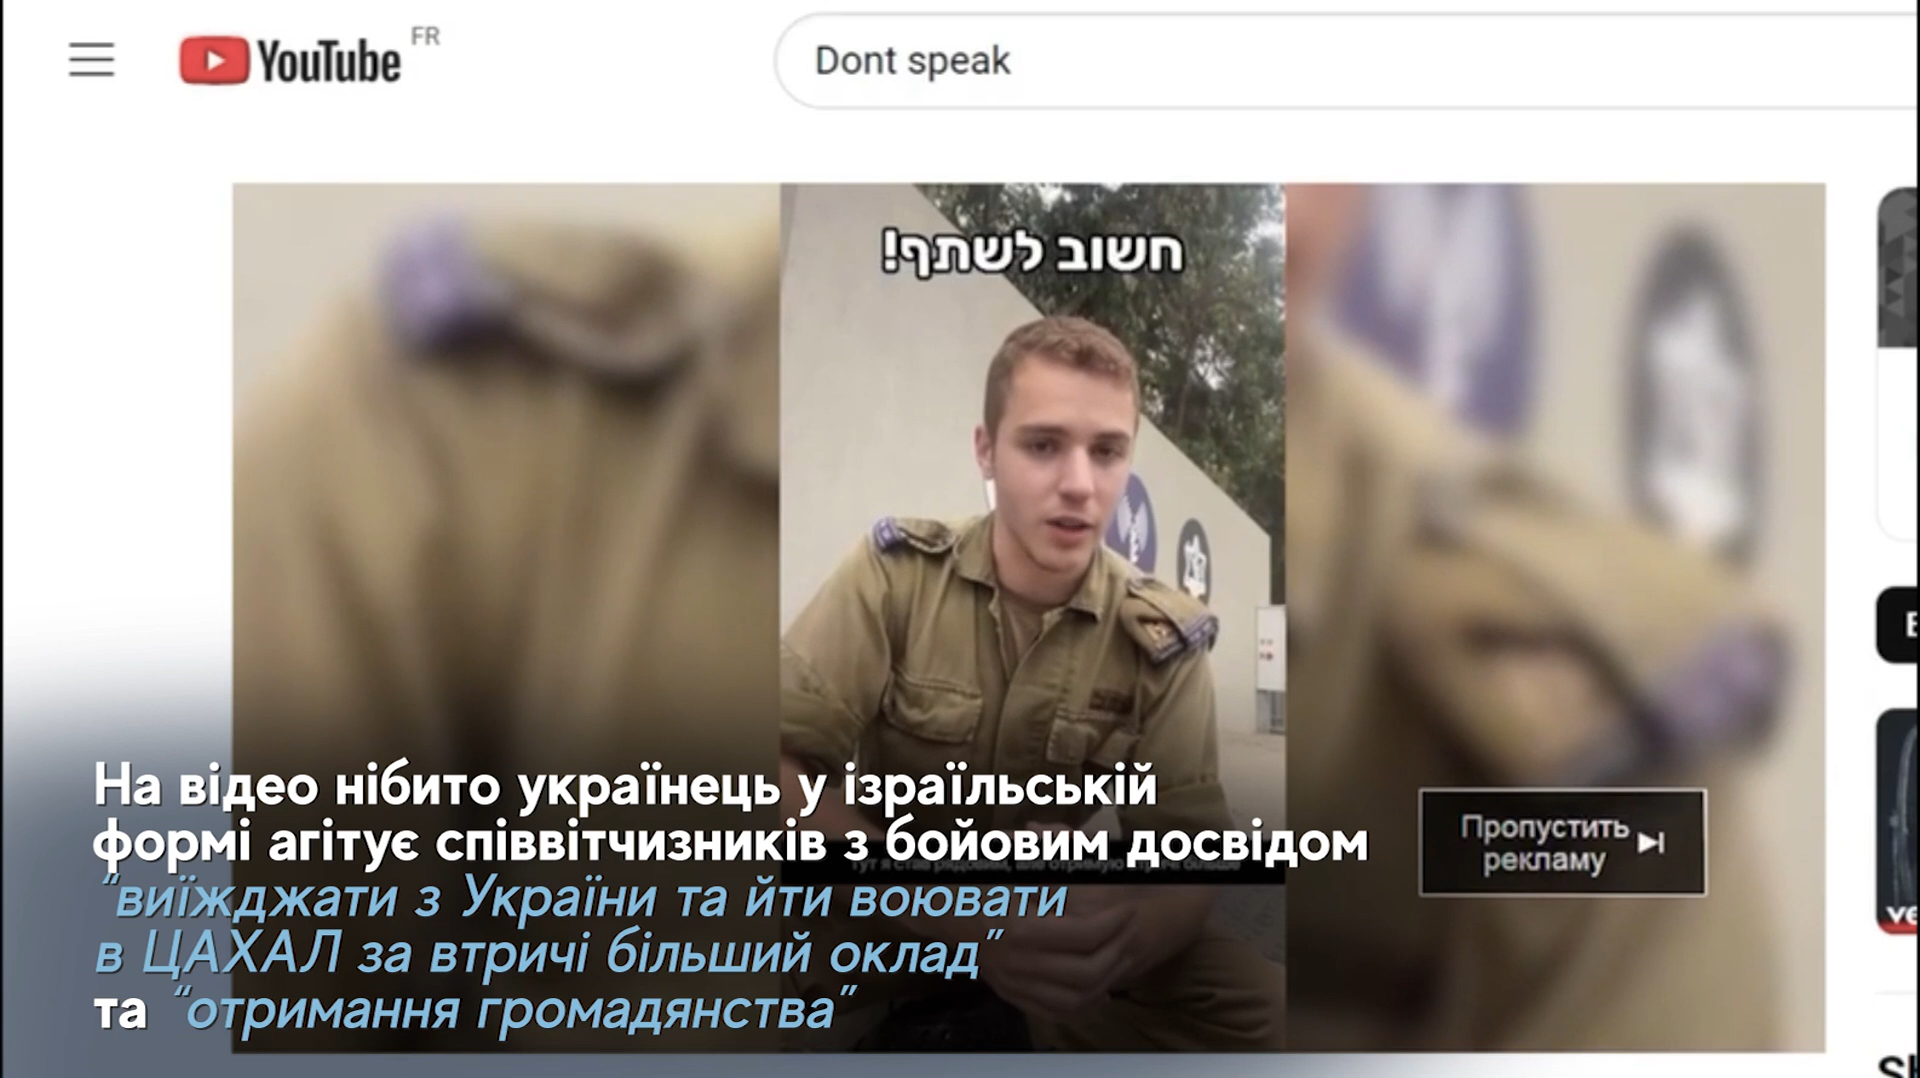 YouTube FR
Dont speak
חשוב לשתף!
На відео нібито українець у ізраїльській
формі агітує співвітчизників з бойовим досвідом
“виїжджати з України та йти воювати
в ЦАХАЛ за втричі більший оклад”
та “отримання громадянства”
Пропустить
рекламу